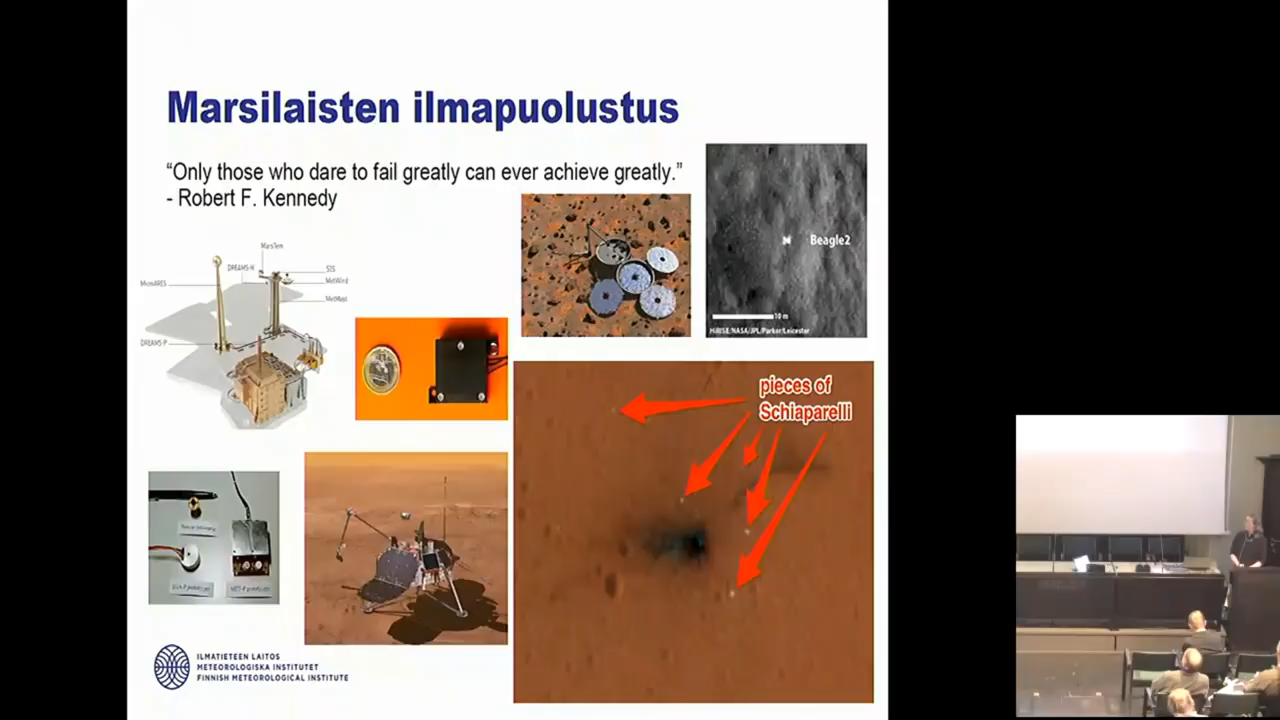 Marsilaisten ilmapuolustus
“Only those who dare to fail greatly can ever achieve greatly.”
- Robert F. Kennedy
MarsTem
DREAMS-H
SIS
MetWind
MicroARES
MetMast
DREAMS-P
Beagle2
10 m
HiRISE:NASA/JPL/Parker/Leicester
pieces of
Schiaparelli
ILMATIETEEN LAITOS
METEOROLOGISKA INSTITUTET
FINNISH METEOROLOGICAL INSTITUTE